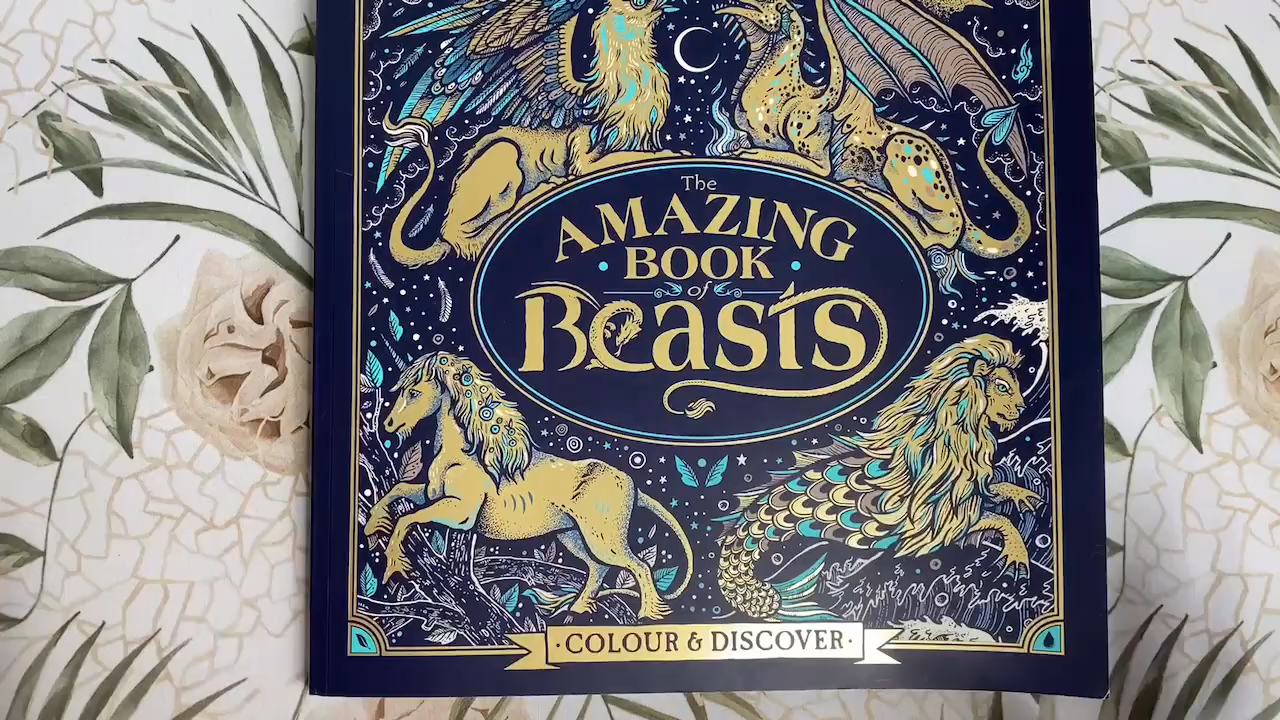 The
AMAZING
· BOOK ·
of
Beasts
· COLOUR & DISCOVER ·